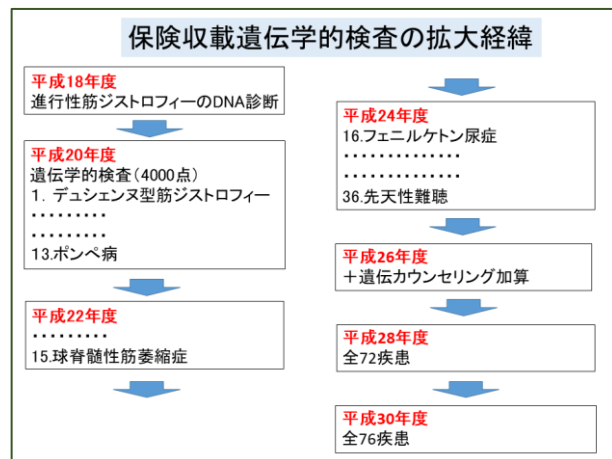 保険収載遺伝学的検査の拡大経緯
平成18年度
進行性筋ジストロフィーのDNA診断
平成20年度
遺伝学的検査(4000点)
1. デュシェンヌ型筋ジストロフィー
・・・・・・・・・
・・・・・・・・・
13.ポンペ病
平成22年度
・・・・・・・・・
15.球脊髄性筋萎縮症
平成24年度
16.フェニルケトン尿症
・・・・・・・・・・・・・・
・・・・・・・・・・・・・・
36.先天性難聴
平成26年度
+遺伝カウンセリング加算
平成28年度
全72疾患
平成30年度
全76疾患